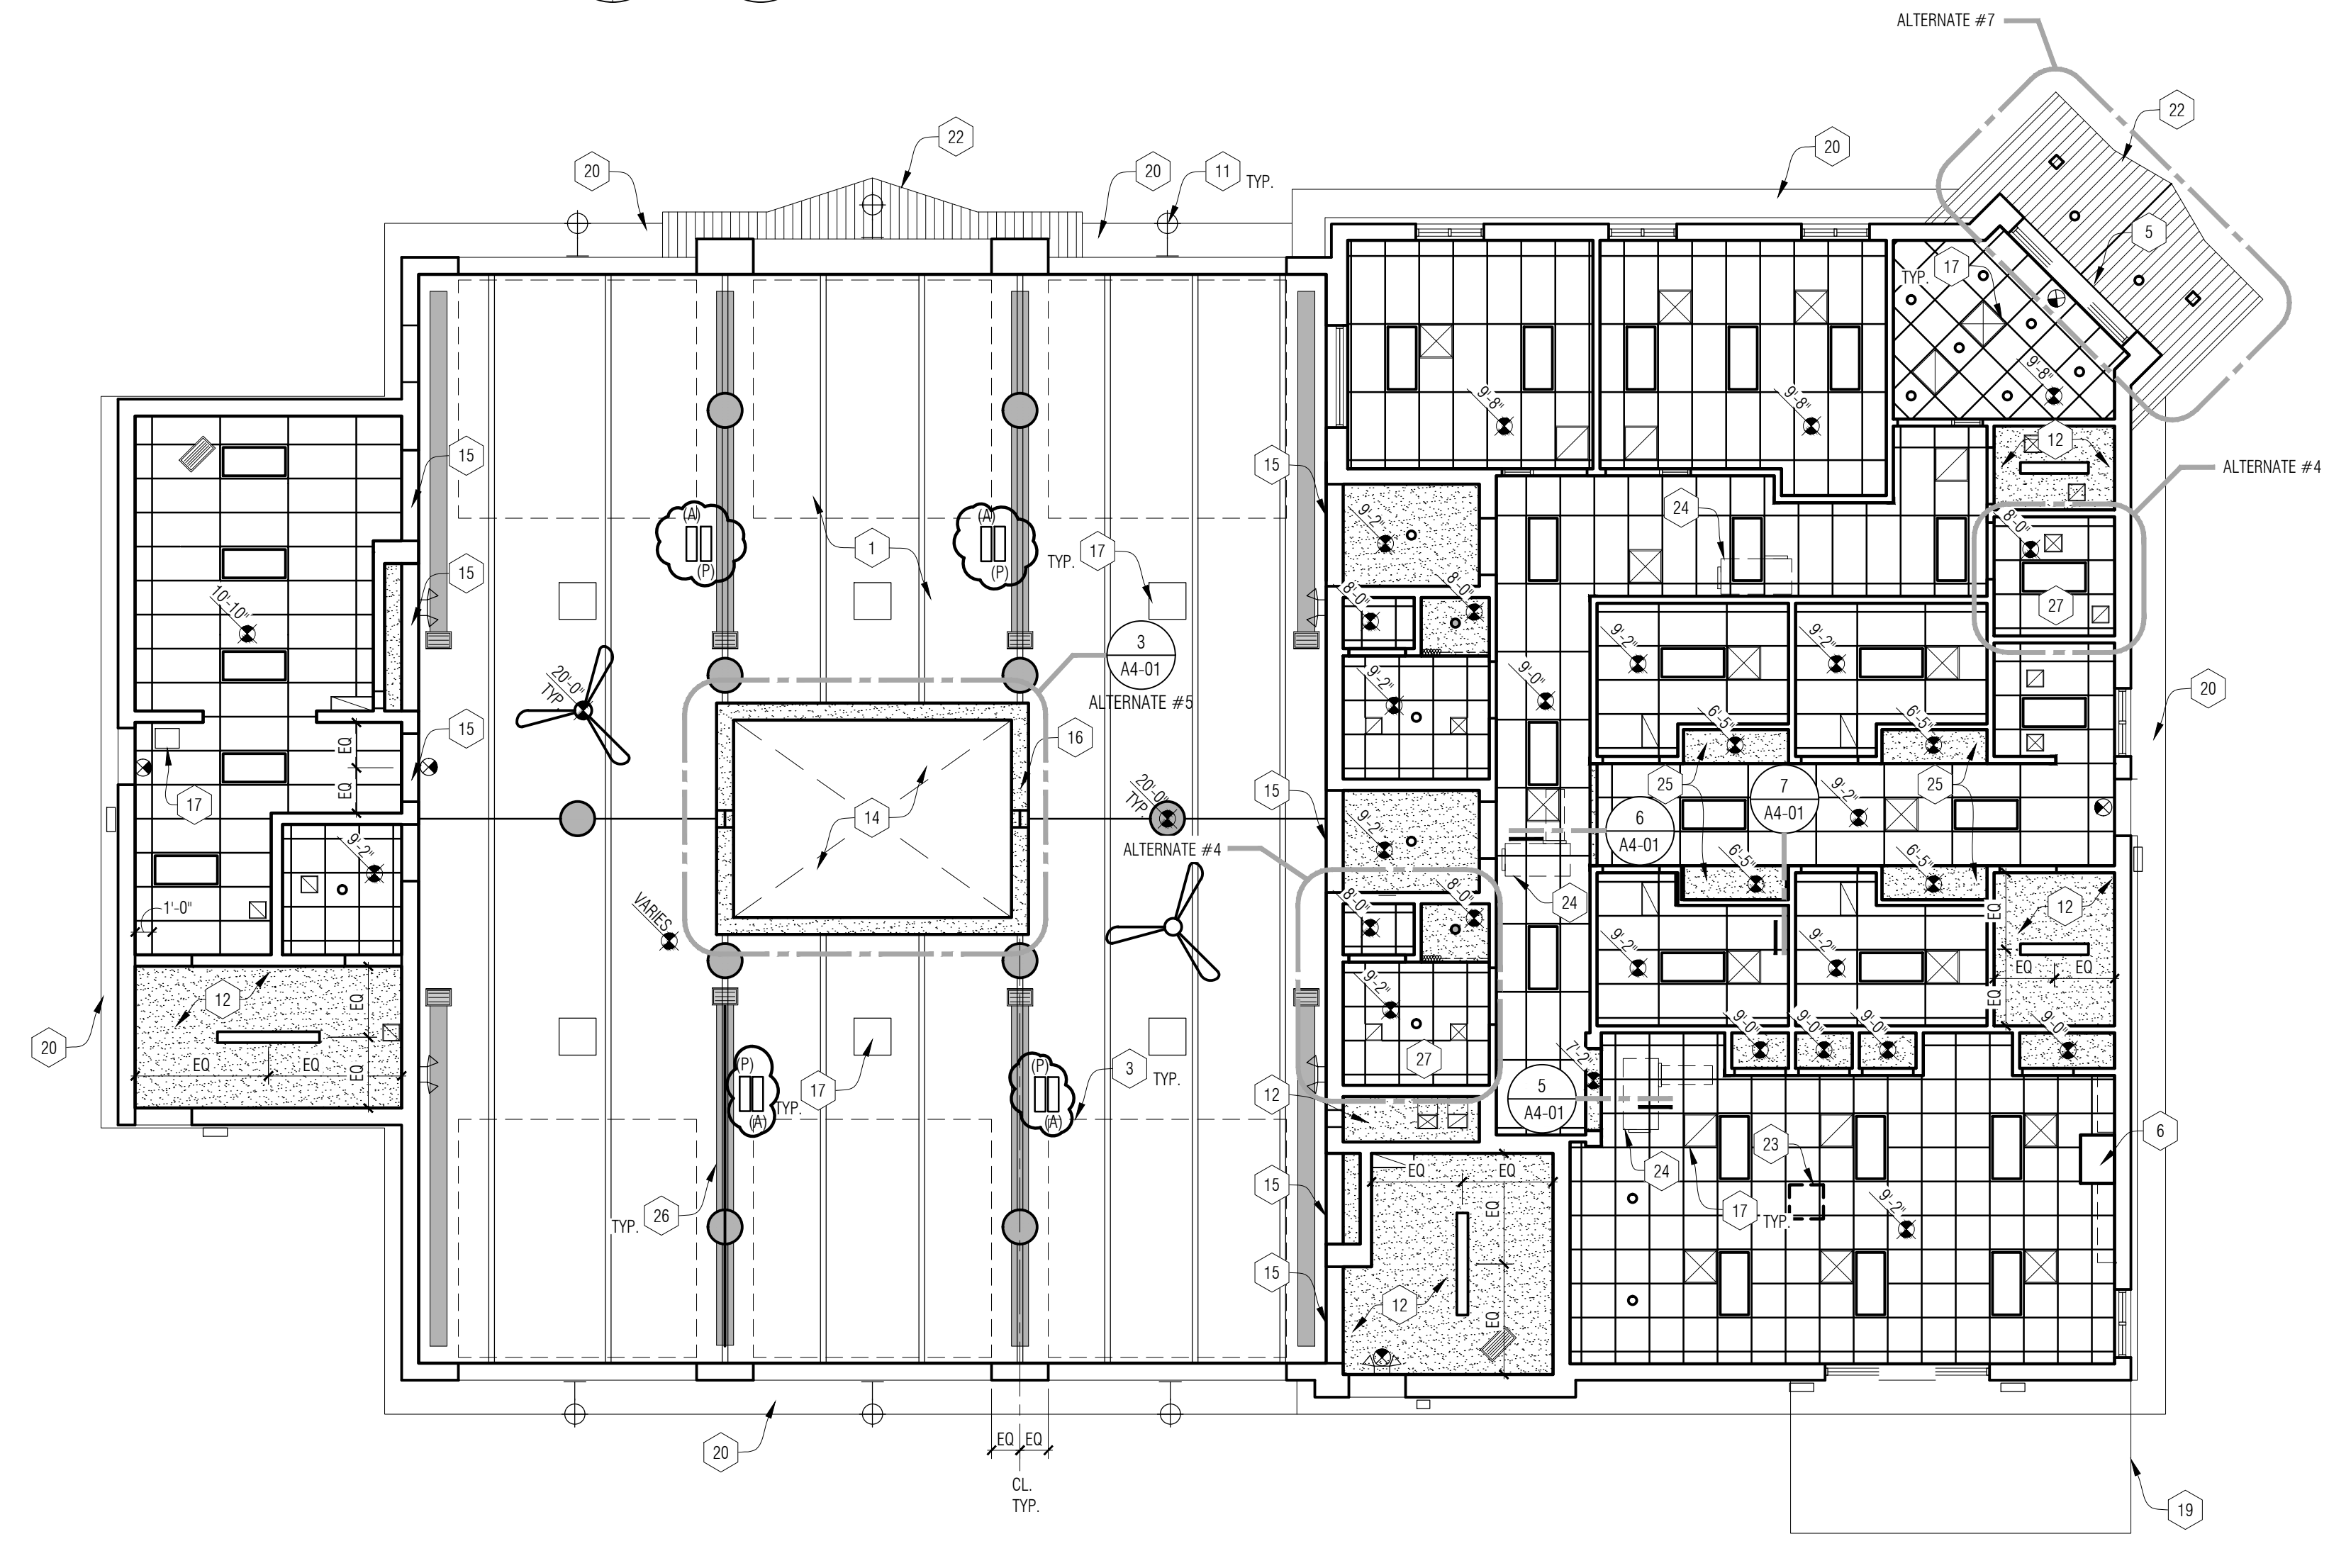 ALTERNATE #7
22
22
20
20
20
11
TYP.
5
17
TYP.
9'-8"
9'-8"
9'-8"
12
ALTERNATE #4
15
15
24
(A)
(P)
(A)
(P)
1
17
TYP.
9'-2"
8'-0"
15
8'-0"
8'-0"
27
10'-10"
9'-2"
9'-2"
3
A4-01
ALTERNATE #5
20'-0"
TYP.
9'-2"
9'-0"
20
15
EQ
EQ
16
6'-5"
6'-5"
25
25
7
A4-01
17
14
20'-0"
TYP.
15
9'-2"
6
A4-01
9'-2"
ALTERNATE #4
9'-2"
6'-5"
6'-5"
1'-0"
VARIES
8'-0"
8'-0"
24
12
EQ
EQ
EQ
EQ
9'-2"
9'-2"
12
EQ
EQ
EQ
EQ
20
9'-2"
27
9'-0"
9'-0"
9'-0"
9'-0"
7'-2"
5
A4-01
(P)
(A)
TYP.
17
(P)
(A)
3
TYP.
12
6
23
24
EQ
EQ
15
26
TYP.
17
TYP.
9'-2"
EQ
EQ
15
12
20
EQ
EQ
CL.
TYP.
19